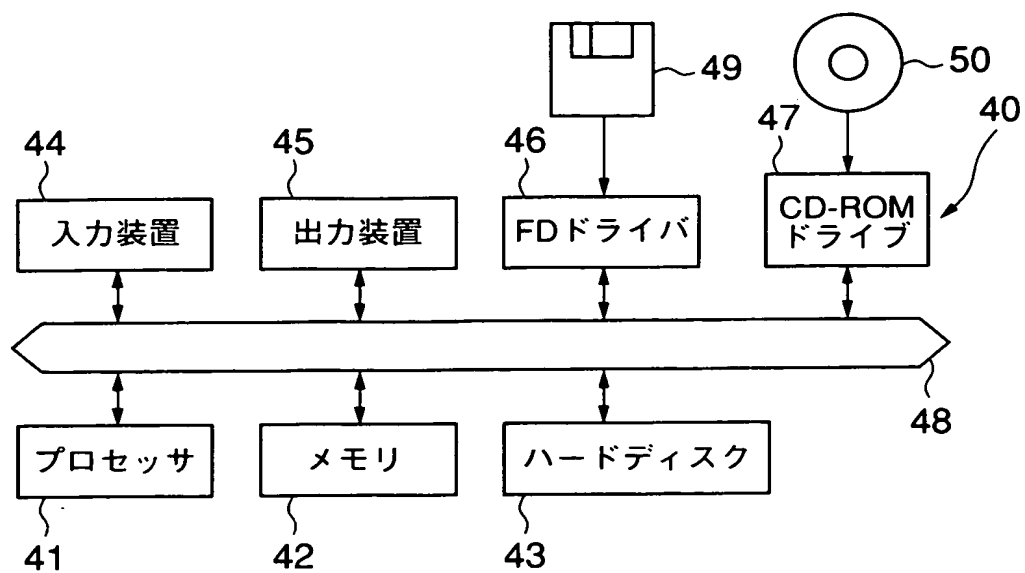 49
50
40
44
45
46
47
入力装置
出力装置
FDドライバ
CD-ROM
ドライブ
48
プロセッサ
メモリ
ハードディスク
41
42
43